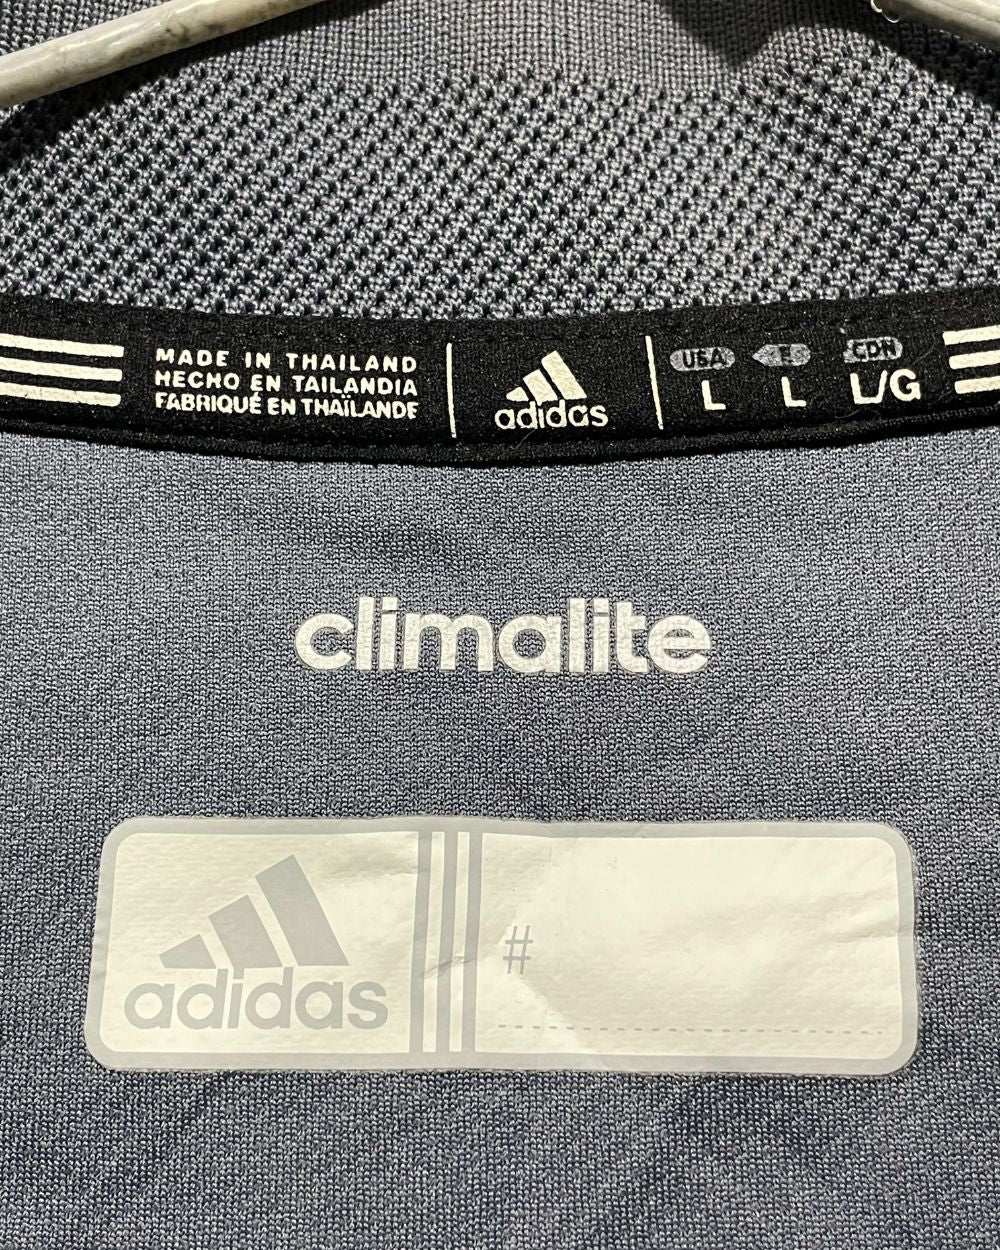 MADE IN THAILAND
HECHO EN TAILANDIA
FABRIQUÉ EN THAÏLANDE
adidas
USA E CDN
L L L/G
climalite
adidas
#